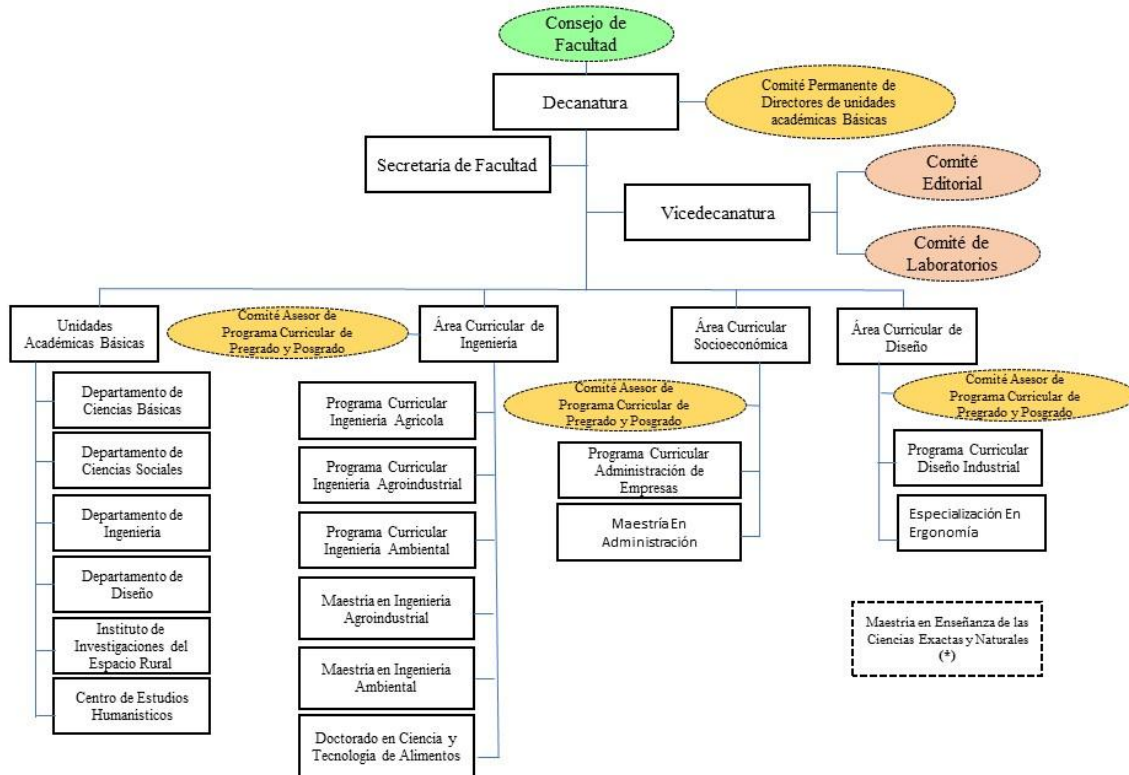 Consejo de
Facultad
Decanatura
Comité Permanente de
Directores de unidades
académicas Básicas
Secretaría de Facultad
Vicedecanatura
Comité
Editorial
Comité de
Laboratorios
Unidades
Académicas Básicas
Comité Asesor de
Programa Curricular de
Pregrado y Posgrado
Área Curricular de
Ingeniería
Área Curricular
Socioeconómica
Área Curricular de
Diseño
Departamento de
Ciencias Básicas
Departamento de
Ciencias Sociales
Departamento de
Ingeniería
Departamento de
Diseño
Instituto de
Investigaciones del
Espacio Rural
Centro de Estudios
Humanísticos
Programa Curricular
Ingeniería Agrícola
Programa Curricular
Ingeniería Agroindustrial
Programa Curricular
Ingeniería Ambiental
Maestria en Ingeniería
Agroindustrial
Maestria en Ingeniería
Ambiental
Doctorado en Ciencia y
Tecnología de Alimentos
Comité Asesor de
Programa Curricular de
Pregrado y Posgrado
Programa Curricular
Administración de
Empresas
Maestría En
Administración
Comité Asesor de
Programa Curricular de
Pregrado y Posgrado
Programa Curricular
Diseño Industrial
Especialización En
Ergonomía
Maestria en Enseñanza de las
Ciencias Exactas y Naturales
(*)